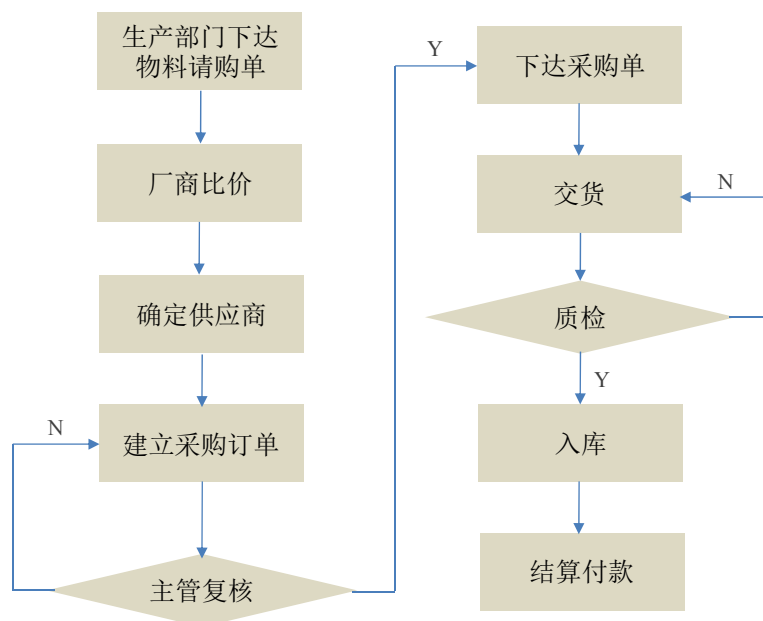 生产部门下达
物料请购单
厂商比价
确定供应商
N
建立采购订单
主管复核
Y
下达采购单
交货
N
质检
Y
入库
结算付款